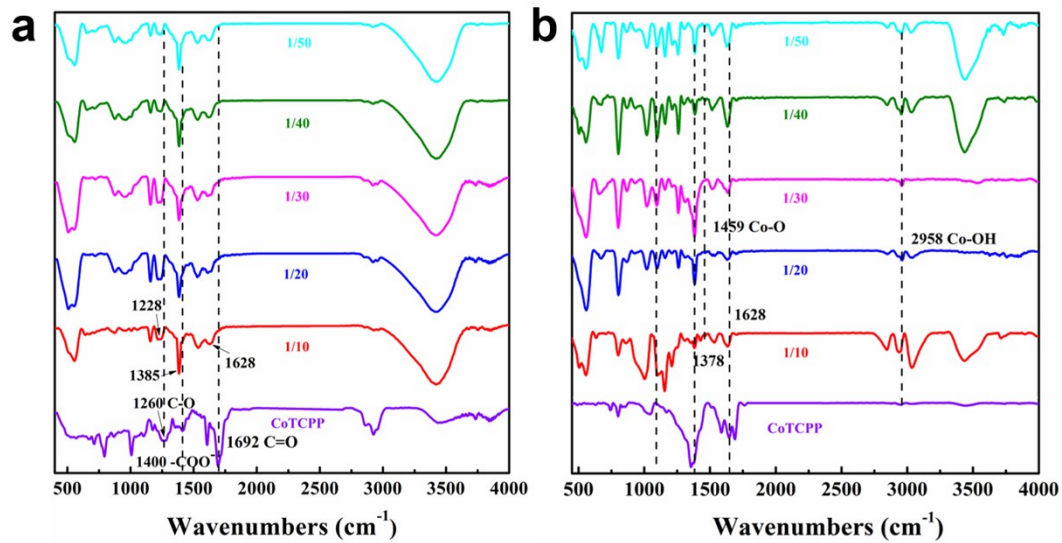 a
1/50
1/40
1/30
1/20
1228
1/10
1628
1385
1260 C-O
CoTCPP
1692 C=O
1400 -COO⁻
500 1000 1500 2000 2500 3000 3500 4000
Wavenumbers (cm⁻¹)
b
1/50
1/40
1/30
1459 Co-O
2958 Co-OH
1/20
1628
1/10
1378
CoTCPP
500 1000 1500 2000 2500 3000 3500 4000
Wavenumbers (cm⁻¹)